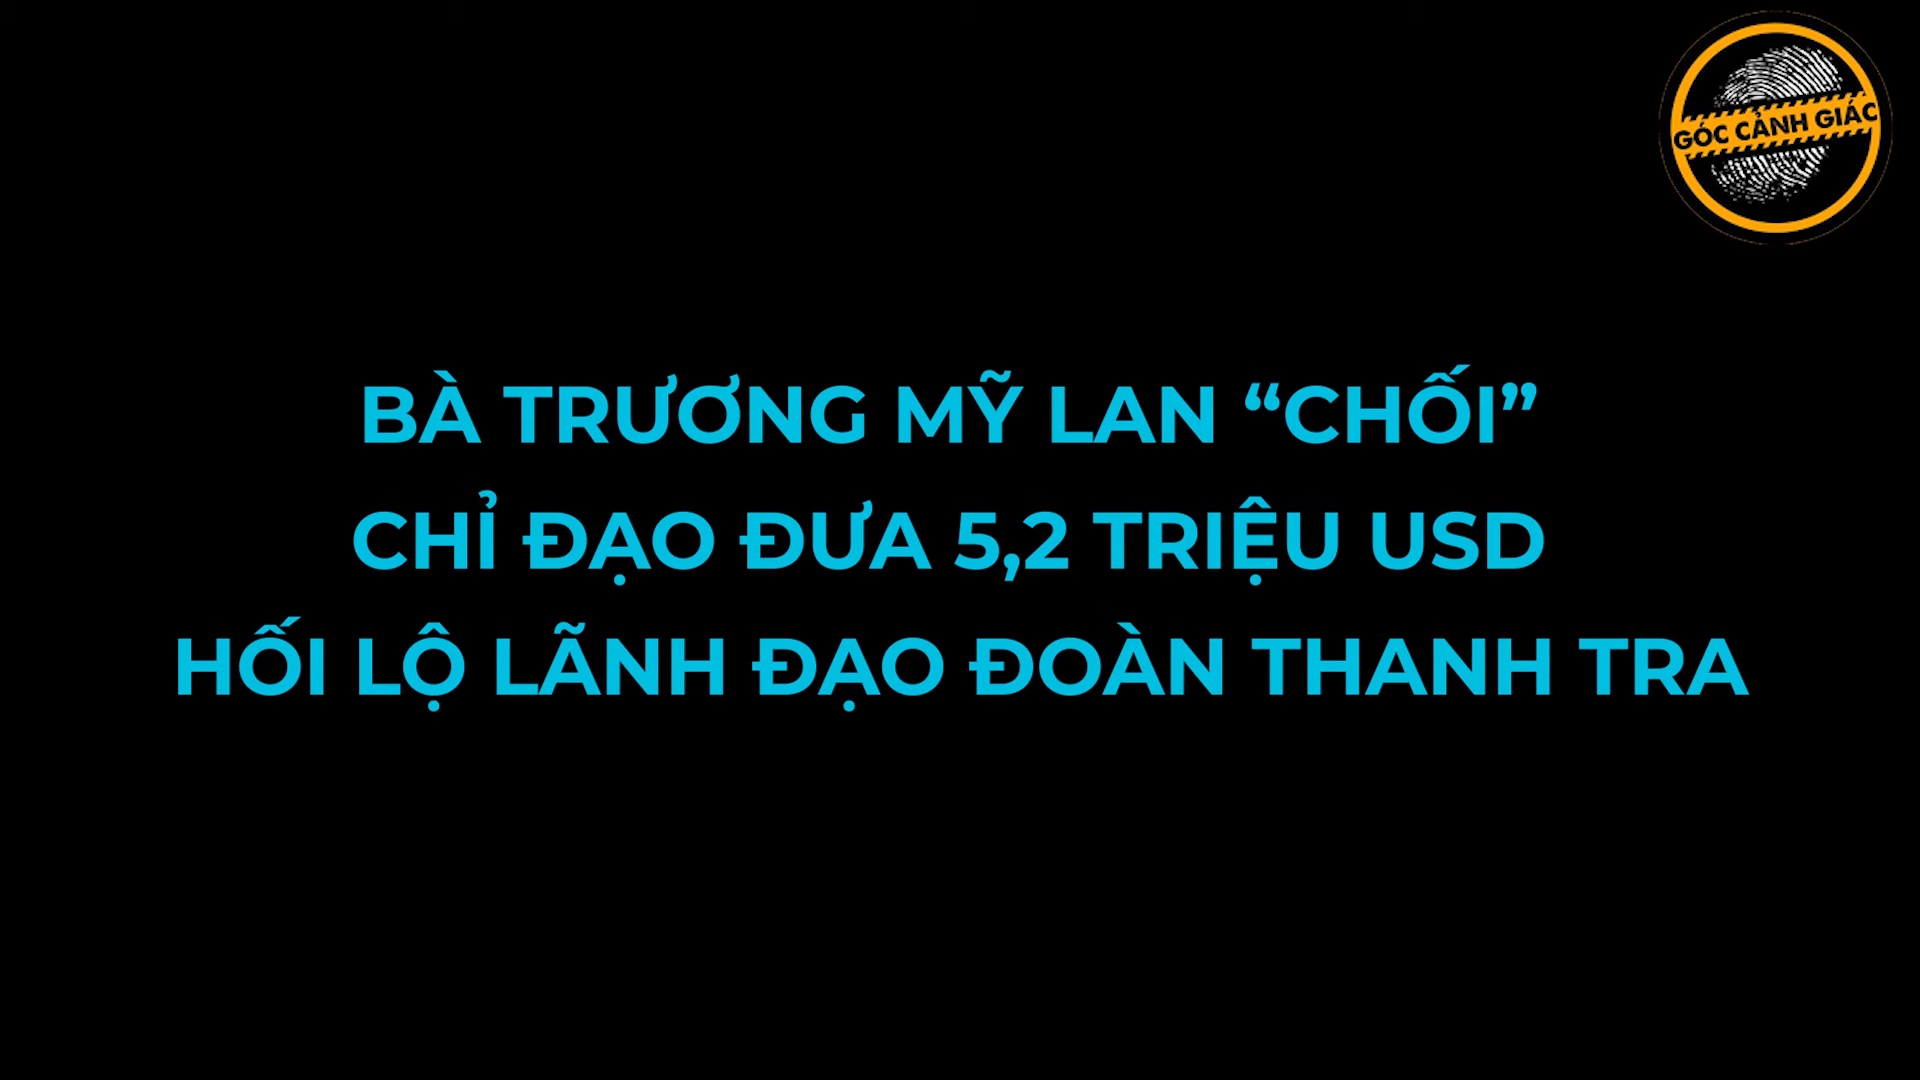 GÓC CẢNH GIÁC
BÀ TRƯƠNG MỸ LAN “CHỐI”
CHỈ ĐẠO ĐƯA 5,2 TRIỆU USD
HỐI LỘ LÃNH ĐẠO ĐOÀN THANH TRA